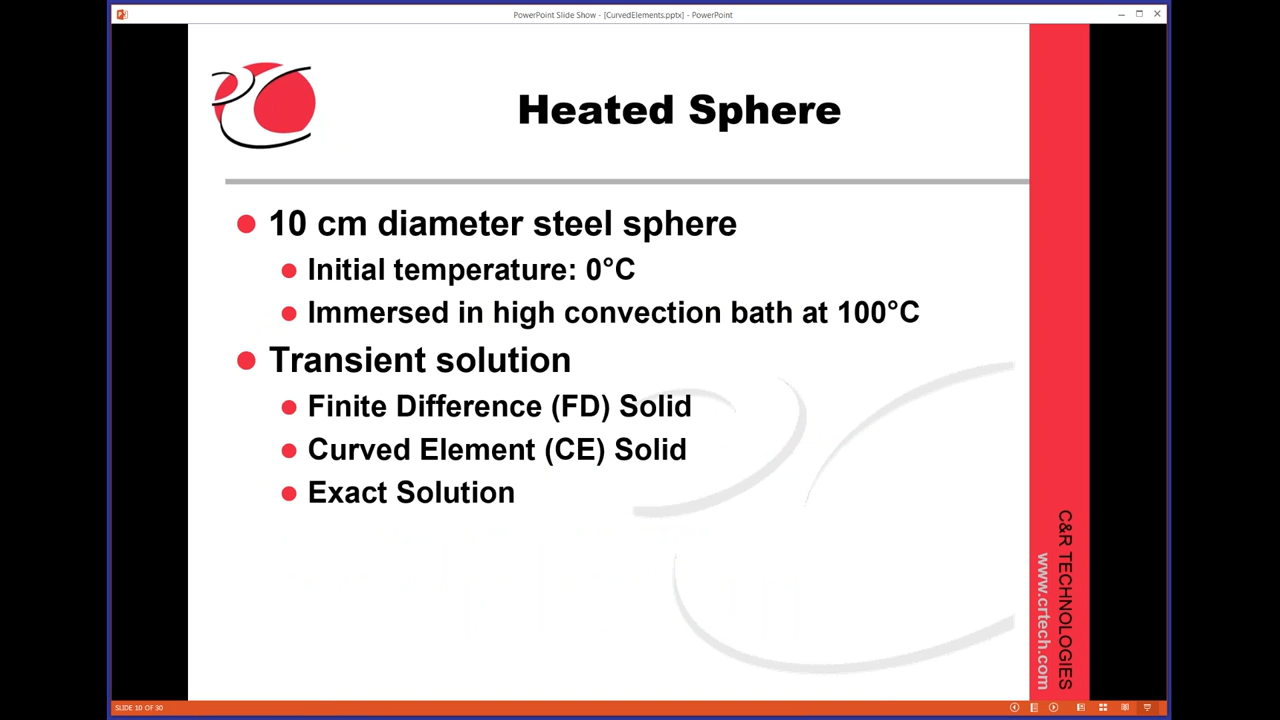 PowerPoint Slide Show - [CurvedElements.pptx] - PowerPoint
Heated Sphere
10 cm diameter steel sphere
Initial temperature: 0°C
Immersed in high convection bath at 100°C
Transient solution
Finite Difference (FD) Solid
Curved Element (CE) Solid
Exact Solution
C&R TECHNOLOGIES
www.crtech.com
SLIDE 10 OF 30